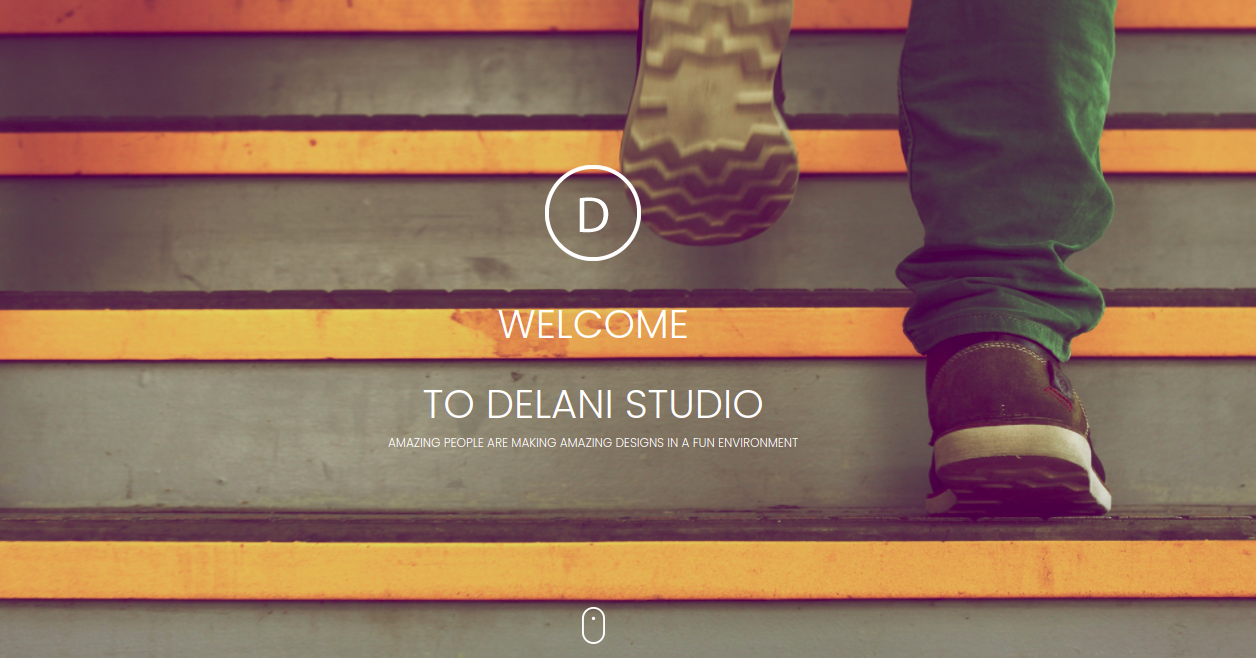 D
WELCOME
TO DELANI STUDIO
AMAZING PEOPLE ARE MAKING AMAZING DESIGNS IN A FUN ENVIRONMENT